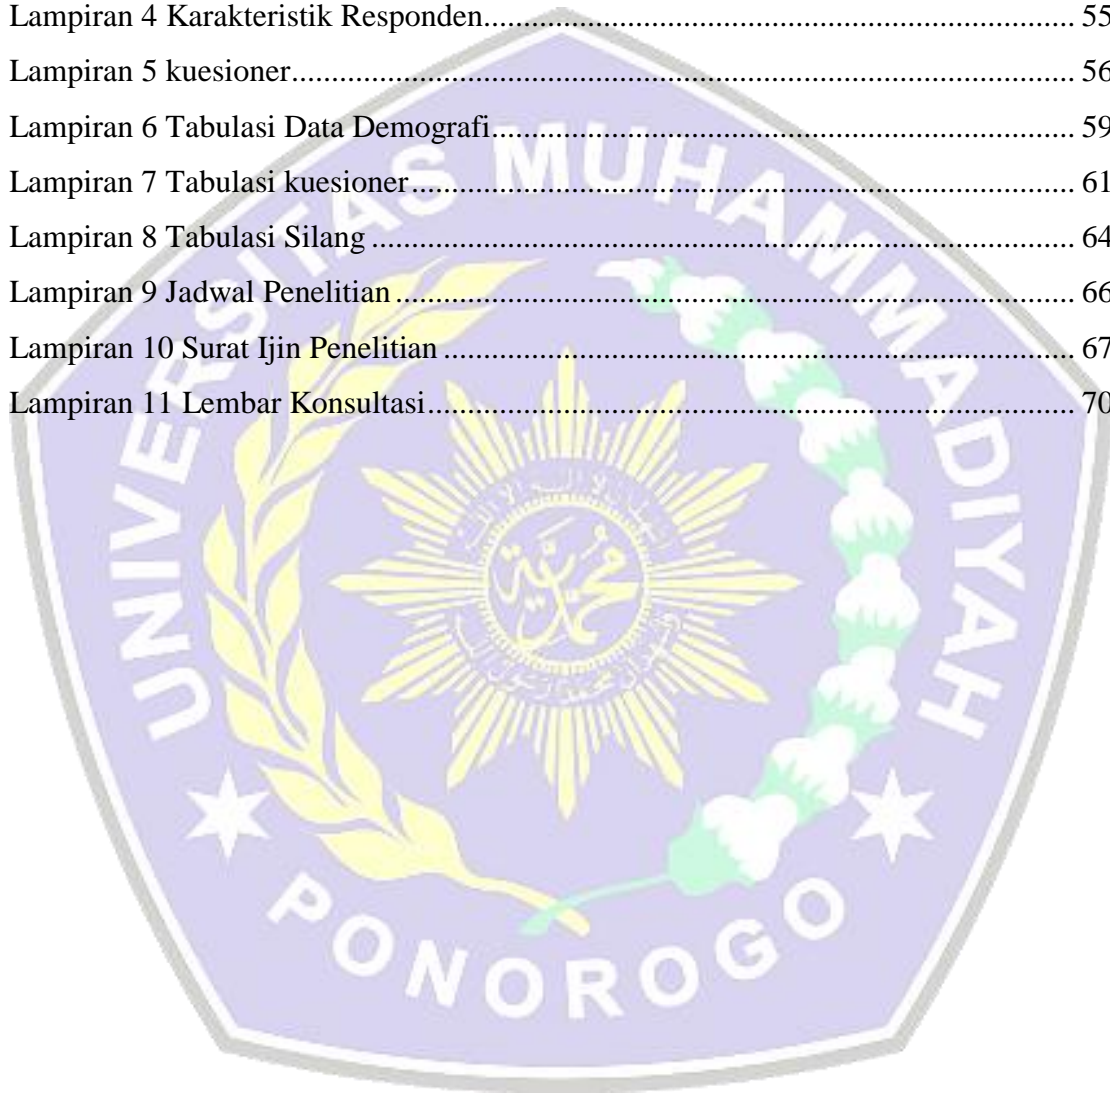 Lampiran 4 Karakteristik Responden.......................................................................... 55
Lampiran 5 kuesioner.................................................................................................. 56
Lampiran 6 Tabulasi Data Demografi......................................................................... 59
Lampiran 7 Tabulasi kuesioner................................................................................... 61
Lampiran 8 Tabulasi Silang........................................................................................ 64
Lampiran 9 Jadwal Penelitian..................................................................................... 66
Lampiran 10 Surat Ijin Penelitian............................................................................... 67
Lampiran 11 Lembar Konsultasi................................................................................. 70
UNIVERSITAS MUHAMMADIYAH
PONOROGO